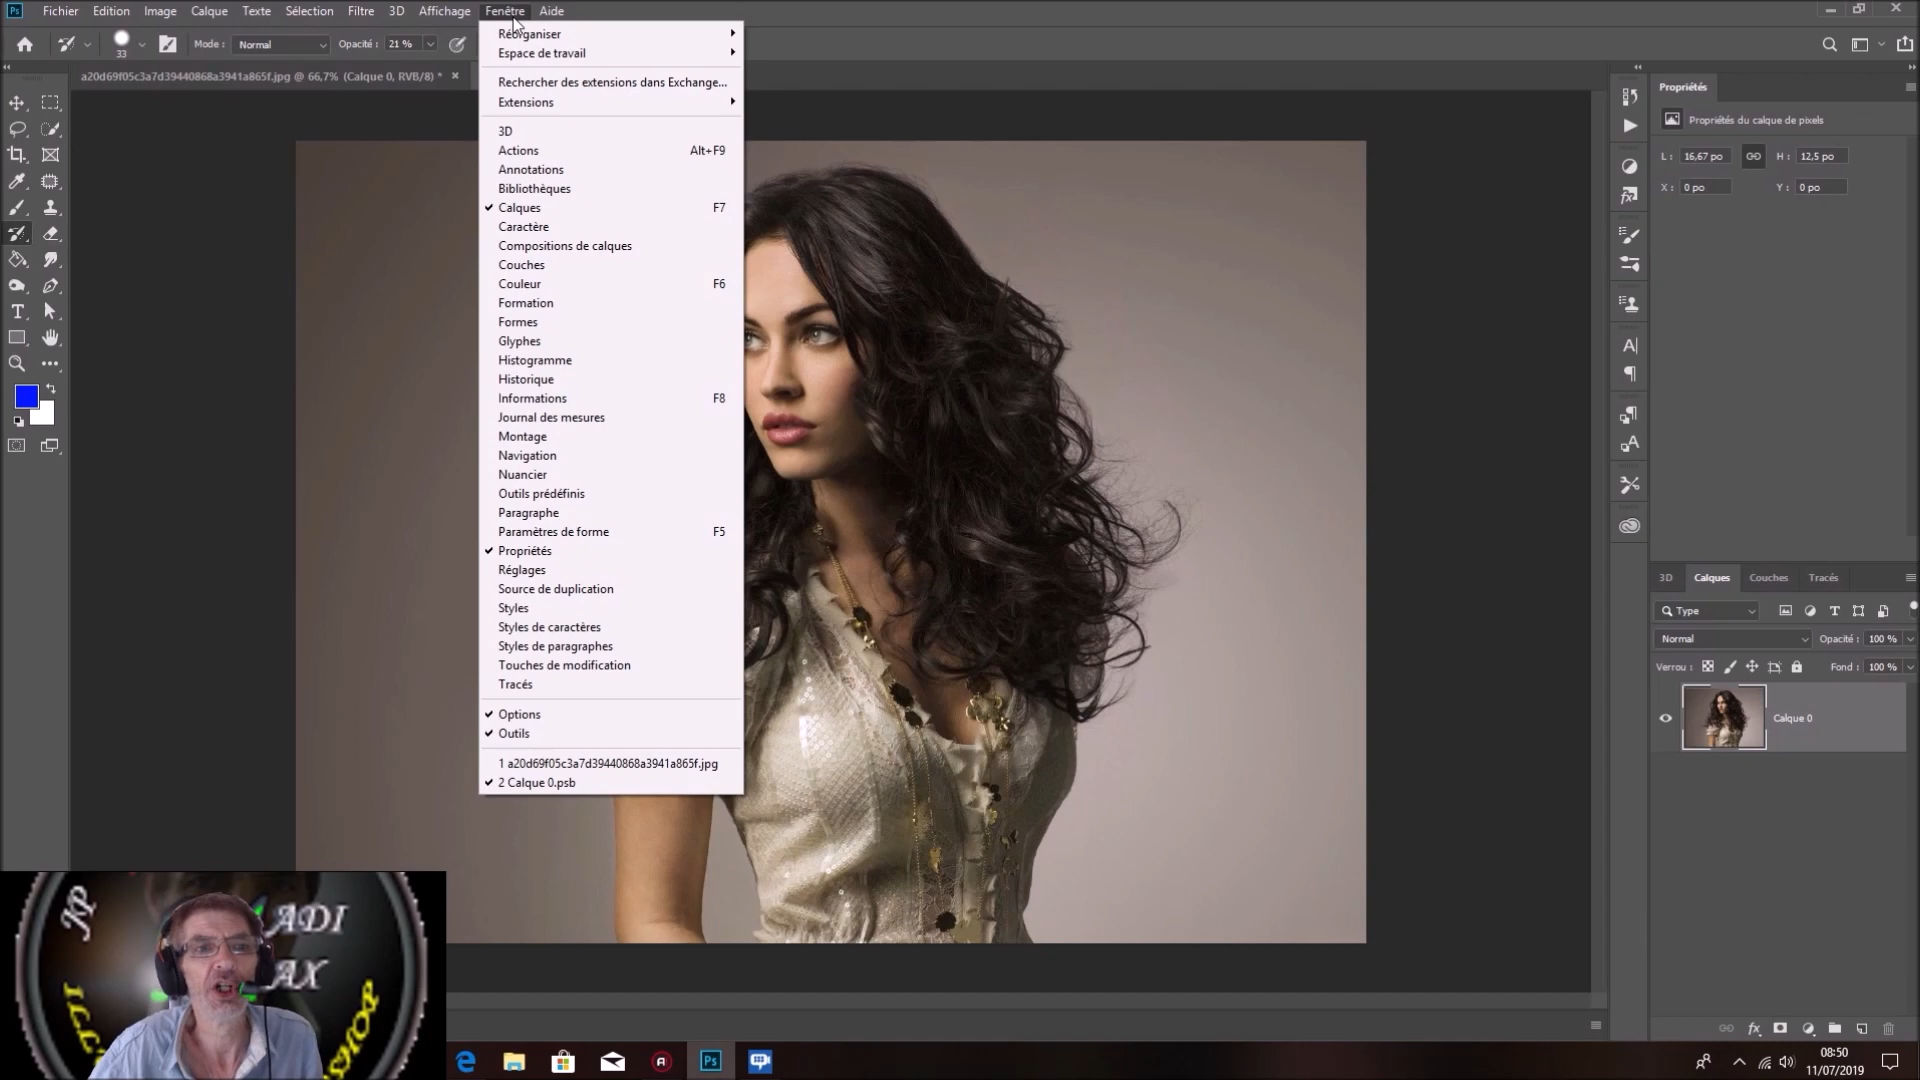 Ps Fichier Edition Image Calque Texte Sélection Filtre 3D Affichage Fenêtre Aide
33 Mode : Normal Opacité : 21 %
a20d69f05c3a7d39440868a3941a865f.jpg @ 66,7% (Calque 0, RVB/8) *
Réorganiser
Espace de travail
Rechercher des extensions dans Exchange...
Extensions
3D
Actions Alt+F9
Annotations
Bibliothèques
Calques F7
Caractère
Compositions de calques
Couches
Couleur F6
Formation
Formes
Glyphes
Histogramme
Historique
Informations F8
Journal des mesures
Montage
Navigation
Nuancier
Outils prédéfinis
Paragraphe
Paramètres de forme F5
Propriétés
Réglages
Source de duplication
Styles
Styles de caractères
Styles de paragraphes
Touches de modification
Tracés
Options
Outils
1 a20d69f05c3a7d39440868a3941a865f.jpg
2 Calque 0.psb
Propriétés
Propriétés du calque de pixels
L : 16,67 po H : 12,5 po
X : 0 po Y : 0 po
3D Calques Couches Tracés
Type
Normal Opacité : 100 %
Verrou : Fond : 100 %
Calque 0
fx
ADI
AX
Ps
08:50
11/07/2019